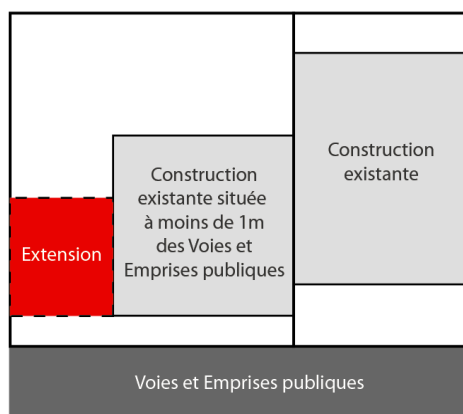 Construction
existante située
à moins de 1m
des Voies et
Emprises publiques
Construction
existante
Extension
Voies et Emprises publiques